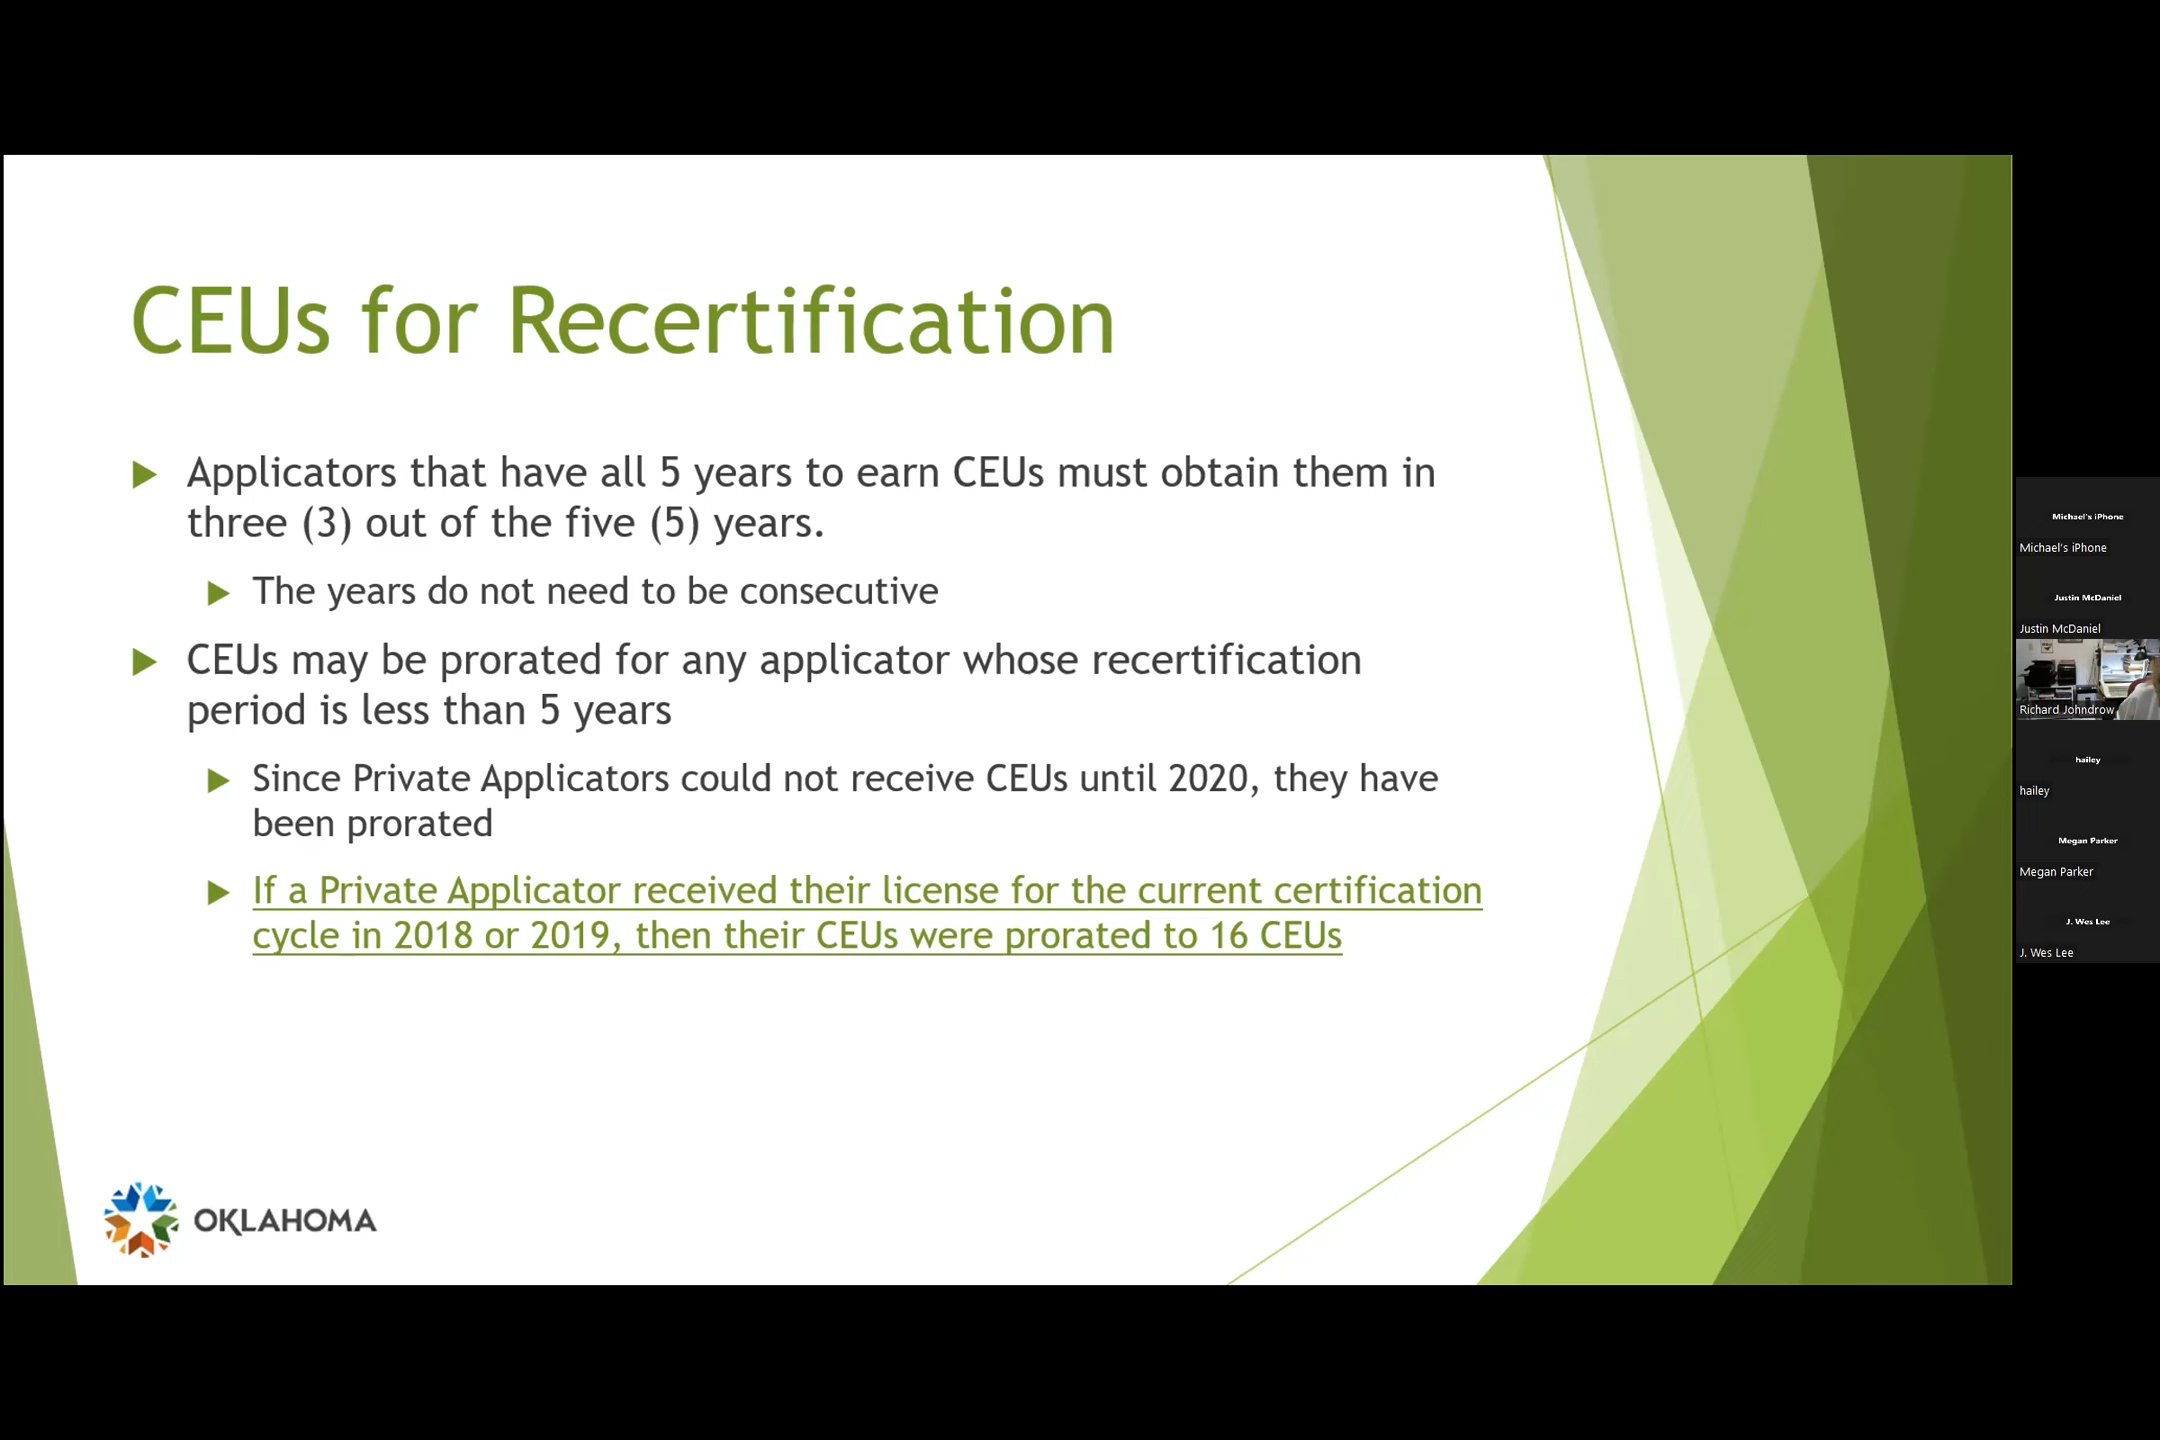 CEUs for Recertification
Applicators that have all 5 years to earn CEUs must obtain them in
three (3) out of the five (5) years.
The years do not need to be consecutive
CEUs may be prorated for any applicator whose recertification
period is less than 5 years
Since Private Applicators could not receive CEUs until 2020, they have
been prorated
If a Private Applicator received their license for the current certification
cycle in 2018 or 2019, then their CEUs were prorated to 16 CEUs
OKLAHOMA
Michael's iPhone
Michael's iPhone
Justin McDaniel
Justin McDaniel
Richard Johndrow
hailey
hailey
Megan Parker
Megan Parker
J. Wes Lee
J. Wes Lee